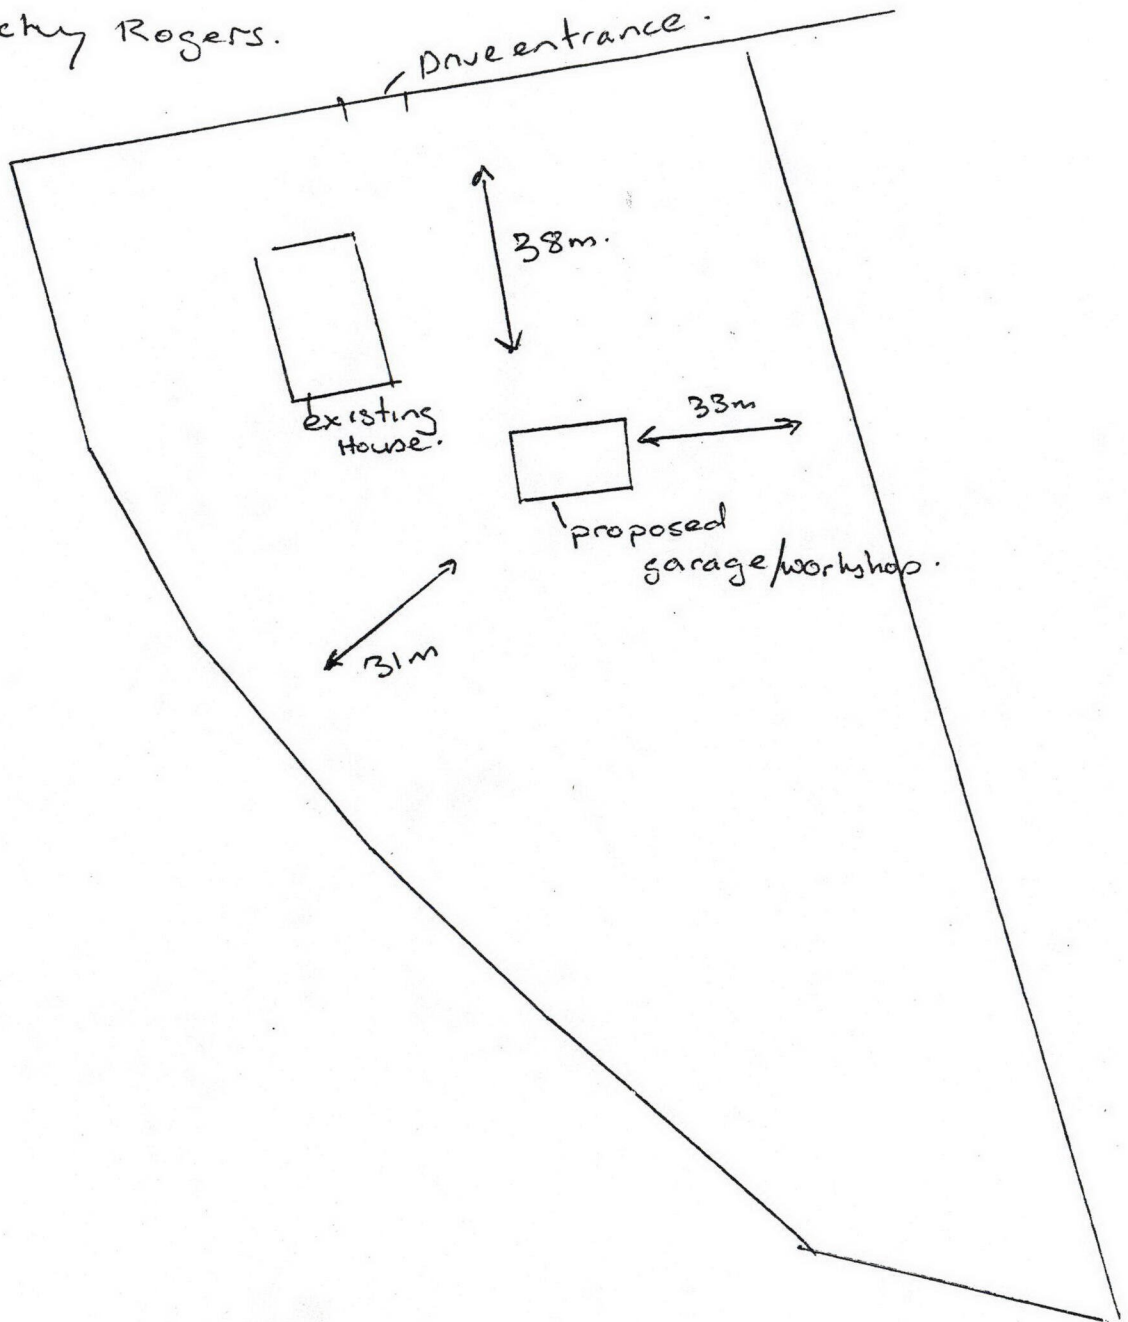 Rogers.
Drive entrance.
38m.
33m
existing
House.
proposed
garage/workshop.
31m